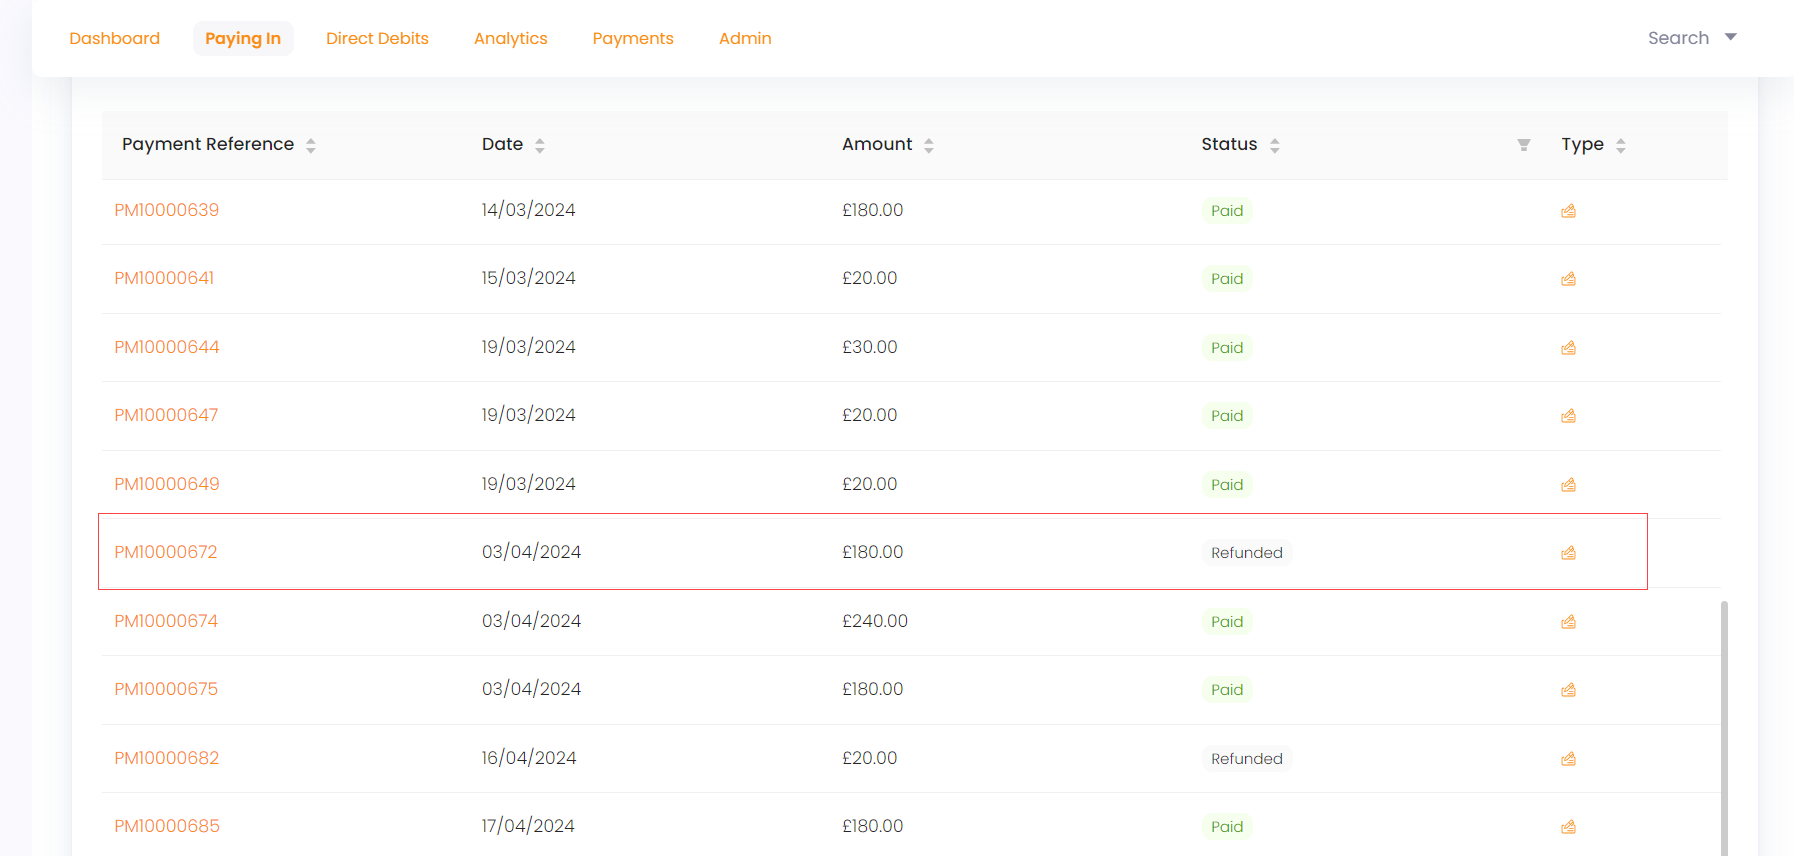 Dashboard Paying In Direct Debits Analytics Payments Admin Search
Payment Reference Date Amount Status Type
PM10000639 14/03/2024 £180.00 Paid
PM10000641 15/03/2024 £20.00 Paid
PM10000644 19/03/2024 £30.00 Paid
PM10000647 19/03/2024 £20.00 Paid
PM10000649 19/03/2024 £20.00 Paid
PM10000672 03/04/2024 £180.00 Refunded
PM10000674 03/04/2024 £240.00 Paid
PM10000675 03/04/2024 £180.00 Paid
PM10000682 16/04/2024 £20.00 Refunded
PM10000685 17/04/2024 £180.00 Paid